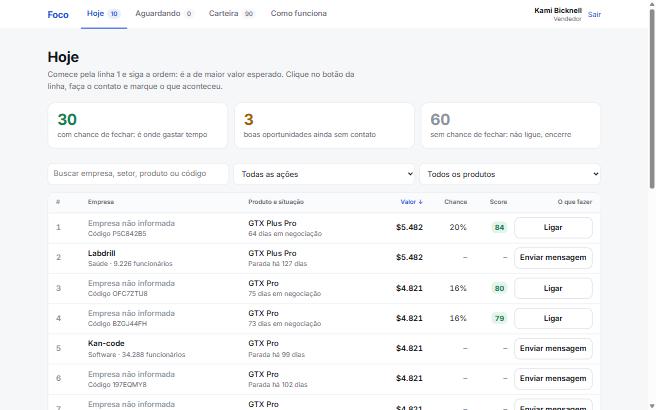 Foco
Hoje 10
Aguardando 0
Carteira 90
Como funciona
Kami Bicknell
Vendedor
Sair
Hoje
Comece pela linha 1 e siga a ordem: é a de maior valor esperado. Clique no botão da
linha, faça o contato e marque o que aconteceu.
30
com chance de fechar: é onde gastar tempo
3
boas oportunidades ainda sem contato
60
sem chance de fechar: não ligue, encerre
Buscar empresa, setor, produto ou código
Todas as ações
Todos os produtos
# Empresa Produto e situação Valor ↓ Chance Score O que fazer
1 Empresa não informada GTX Plus Pro $5.482 20% 84 Ligar
Código P5C842B5 64 dias em negociação
2 Labdrill GTX Plus Pro $5.482 – – Enviar mensagem
Saúde · 9.226 funcionários Parada há 127 dias
3 Empresa não informada GTX Pro $4.821 16% 80 Ligar
Código OFC7ZTU8 75 dias em negociação
4 Empresa não informada GTX Pro $4.821 16% 79 Ligar
Código BZGJ44FH 73 dias em negociação
5 Kan-code GTX Pro $4.821 – – Enviar mensagem
Software · 34.288 funcionários Parada há 99 dias
6 Empresa não informada GTX Pro $4.821 – – Enviar mensagem
Código 197EQMY8 Parada há 102 dias
7 Empresa não informada GTX Pro $4.821 – – Enviar mensagem